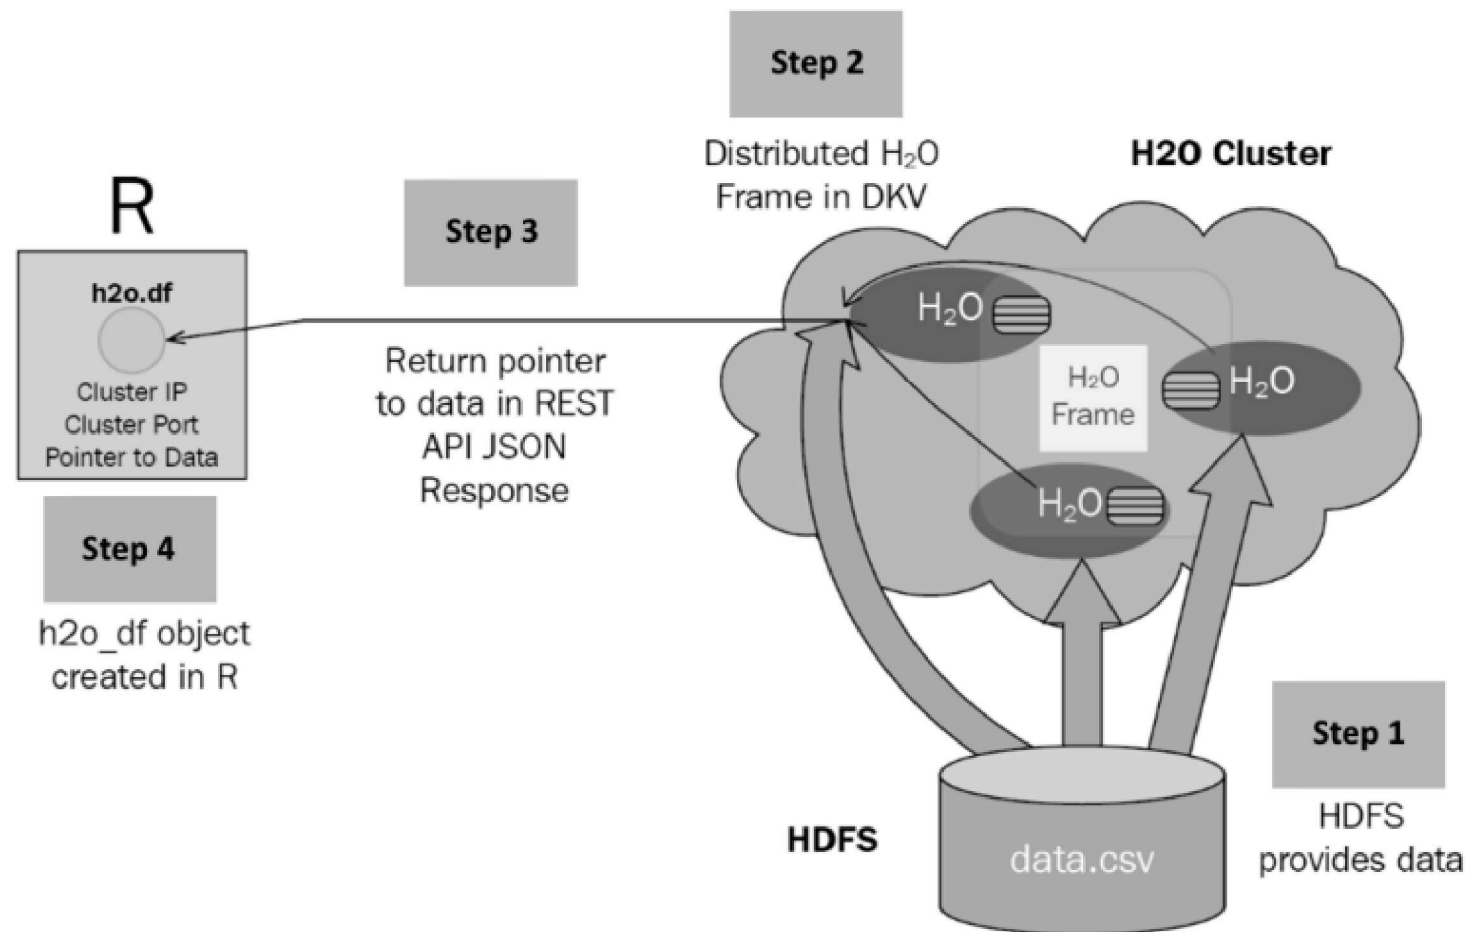 Step 2
Distributed H₂O
Frame in DKV
H2O Cluster
R
Step 3
h2o.df
Cluster IP
Cluster Port
Pointer to Data
Return pointer
to data in REST
API JSON
Response
H₂O
H₂O
Frame
H₂O
H₂O
Step 4
h2o_df object
created in R
Step 1
HDFS
provides data
HDFS
data.csv